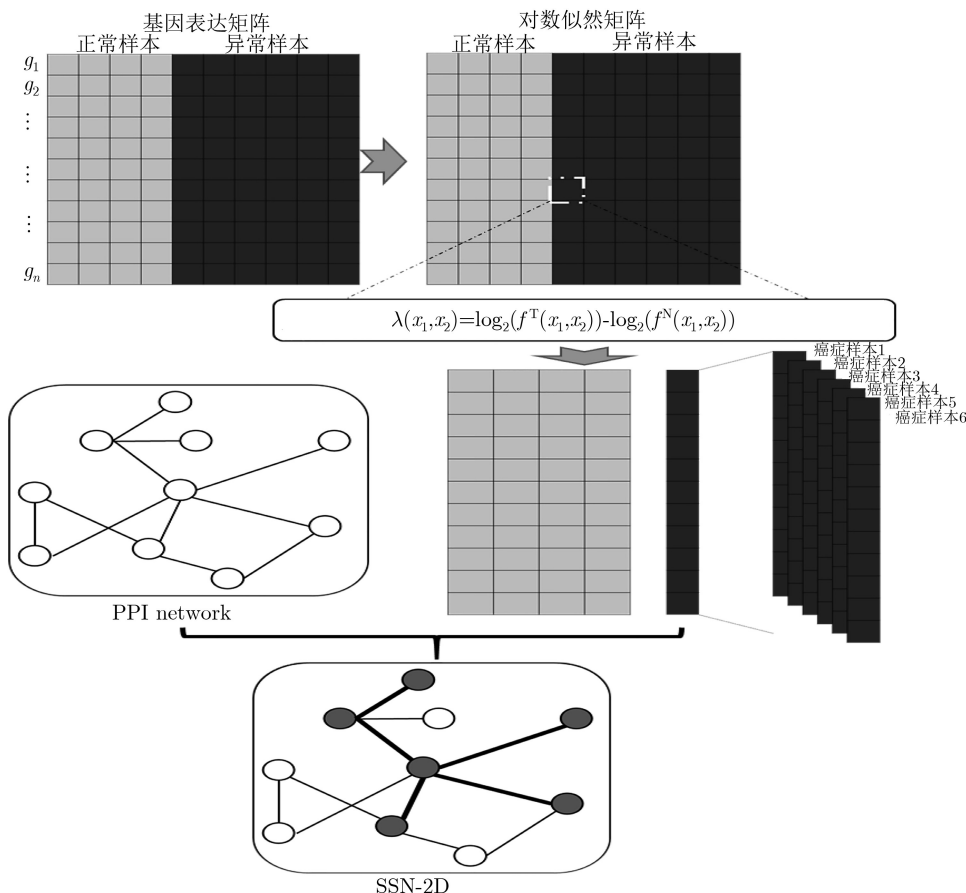 基因表达矩阵
对数似然矩阵
正常样本
异常样本
正常样本
异常样本
g₁
g₂
⋮
⋮
⋮
gₙ
λ(x₁,x₂)=log₂(fᵀ(x₁,x₂))-log₂(fᴺ(x₁,x₂))
癌症样本1
癌症样本2
癌症样本3
癌症样本4
癌症样本5
癌症样本6
PPI network
SSN-2D